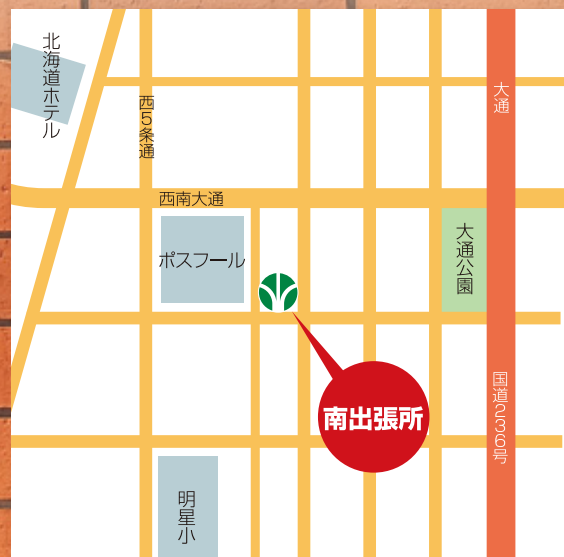 北海道ホテル
西5条通
大通
西南大通
ポスフール
大通公園
南出張所
国道236号
明星小